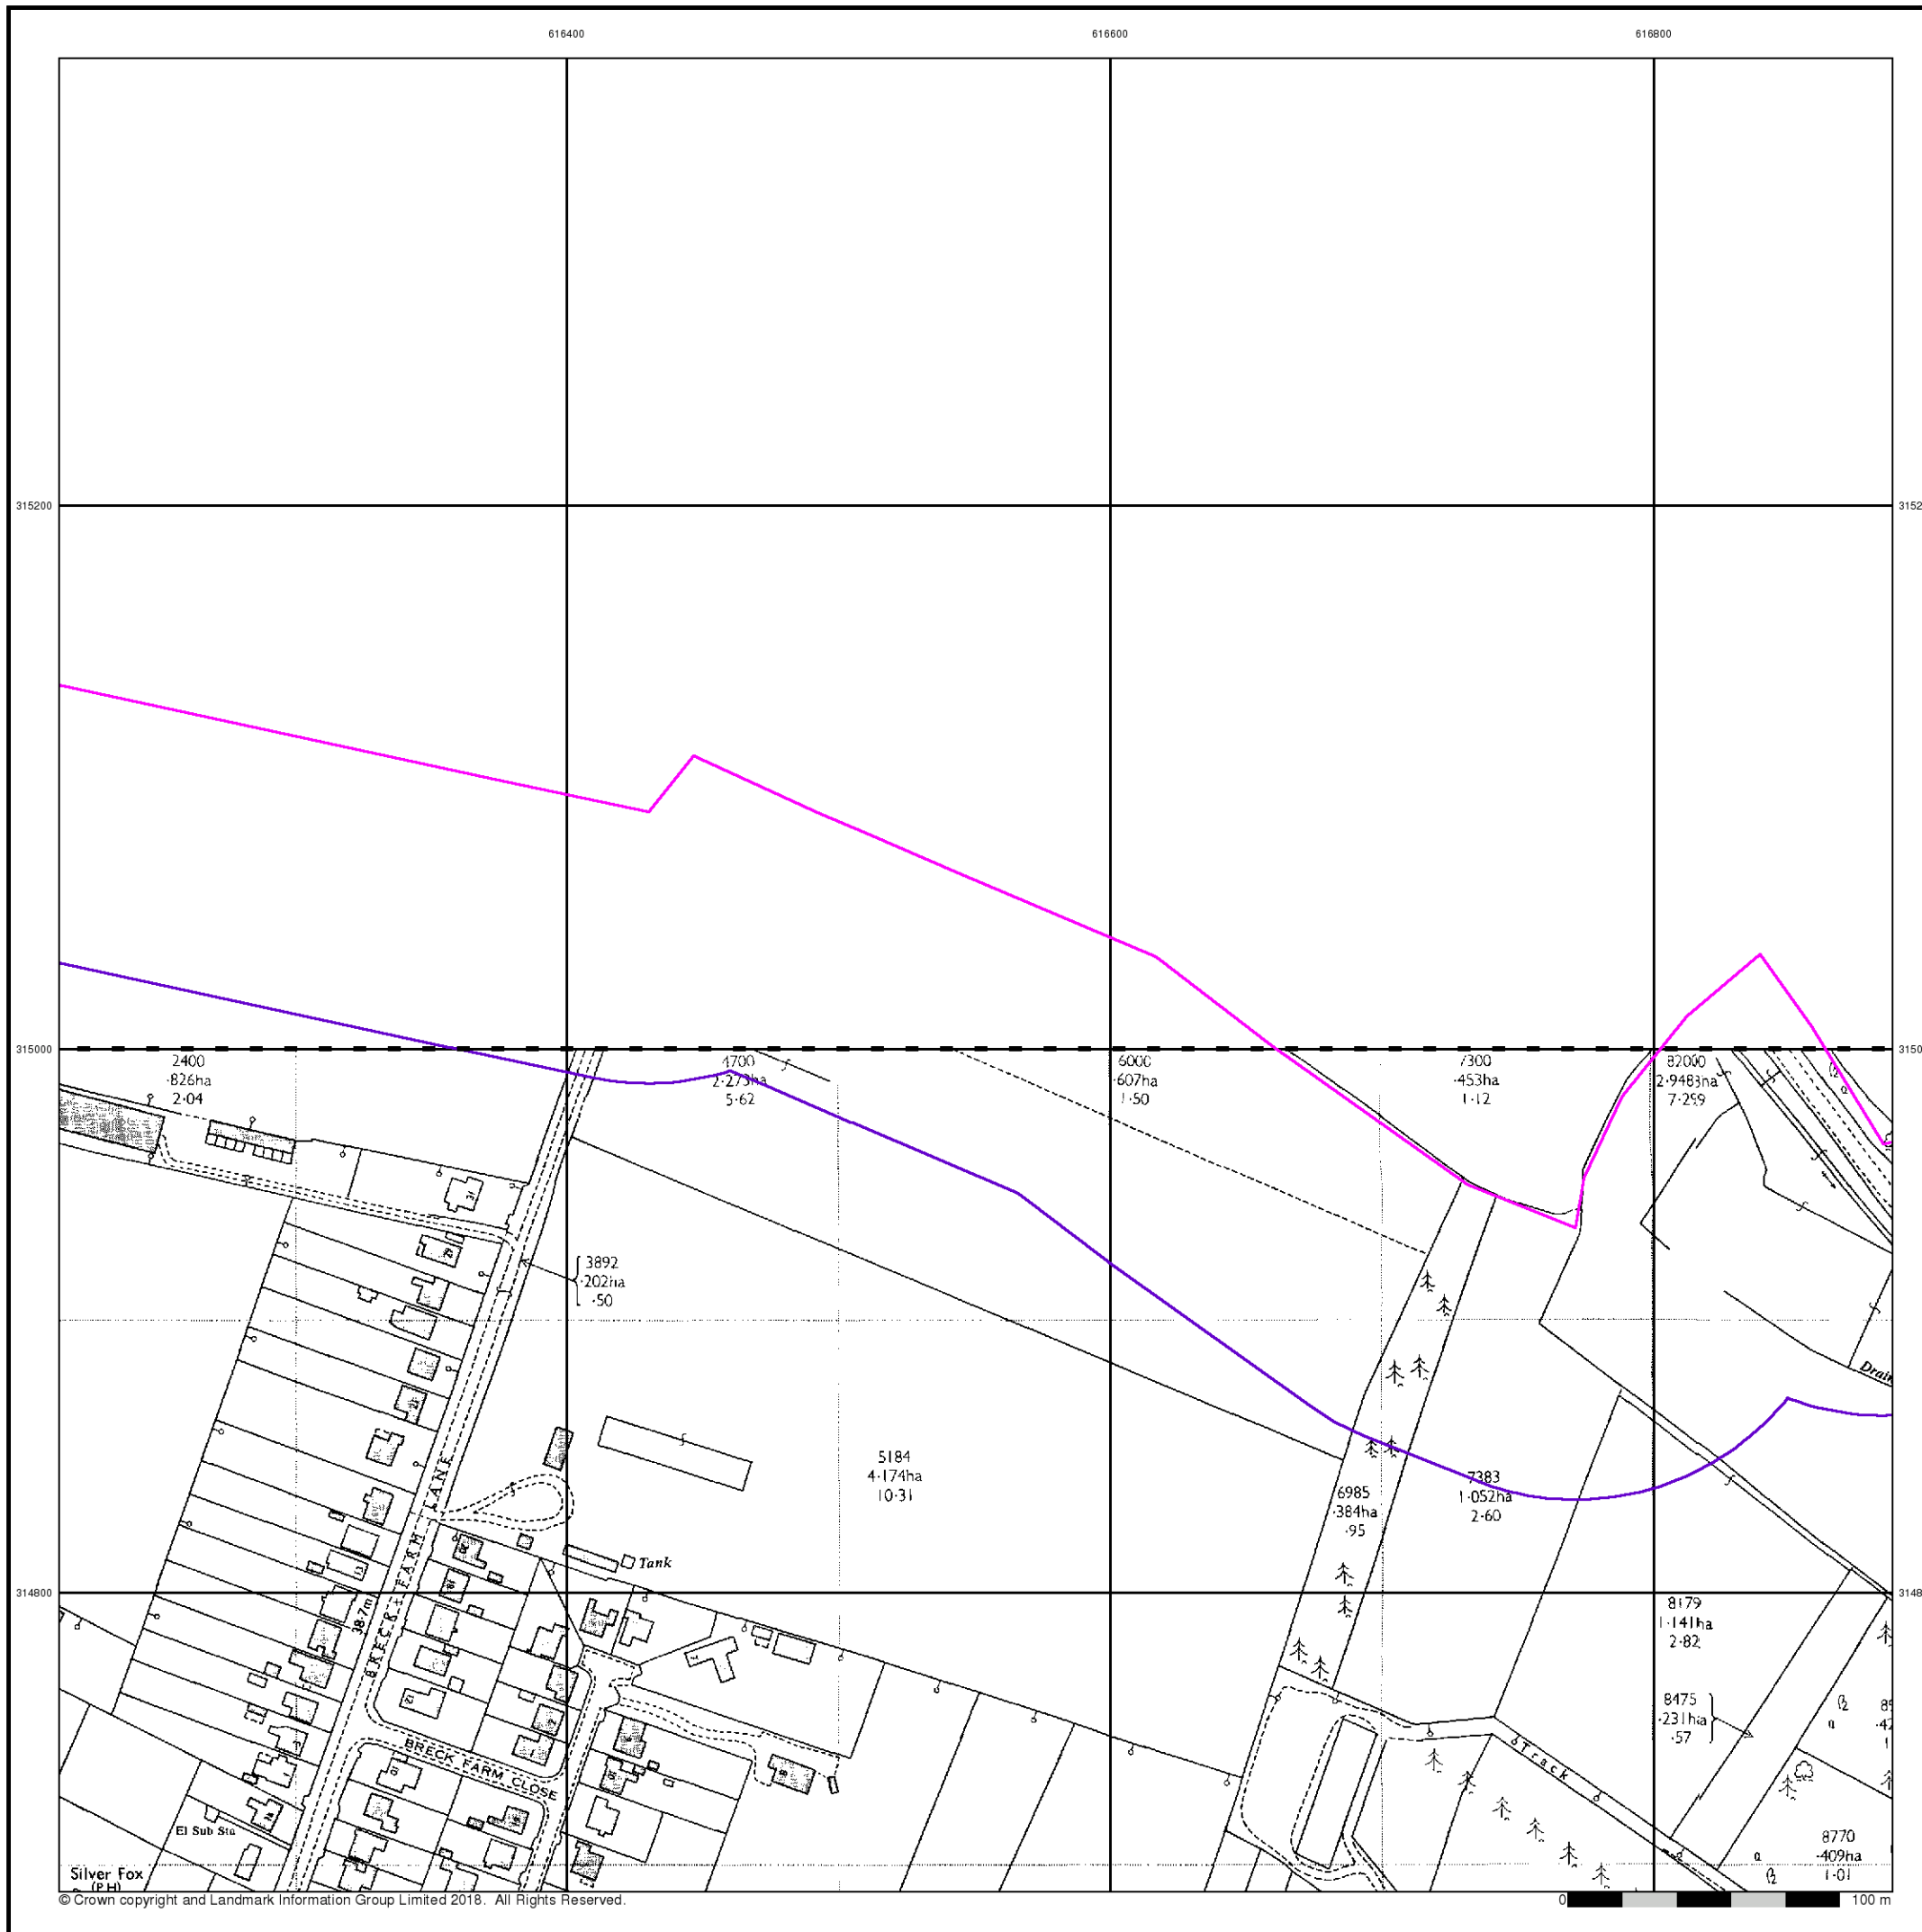 616400
616600
616800
315200
315000
2400
·826ha
2·04
4700
2·273ha
5·62
6000
·607ha
1·50
7300
·453ha
1·12
82000
2·9483ha
7·299
3892
·202ha
·50
Drain
5184
4·174ha
10·31
6985
·384ha
·95
7383
1·052ha
2·60
BRECK FARM LANE
Tank
314800
38·7m
8179
1·141ha
2·82
8475
·231ha
·57
BRECK FARM CLOSE
Track
El Sub Sta
Silver Fox
(P H)
8770
·409ha
1·01
© Crown copyright and Landmark Information Group Limited 2018. All Rights Reserved.
0
100 m